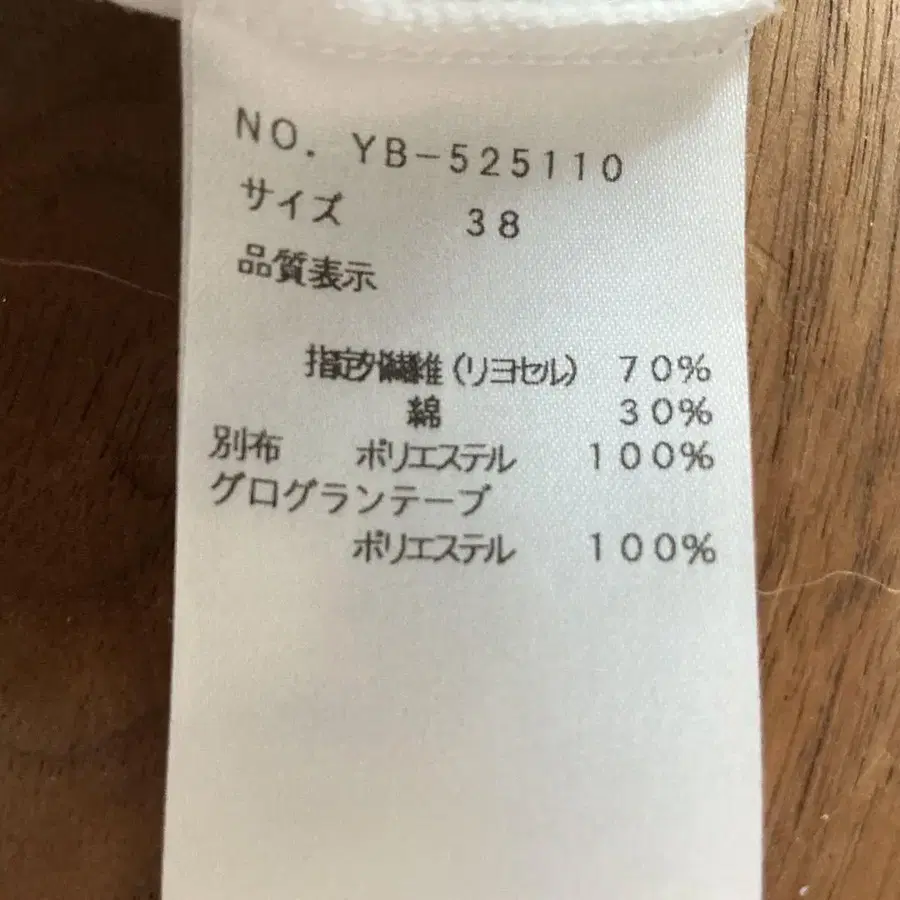 NO. YB-525110
サイズ 38
品質表示
指定外繊維(リヨセル) 70%
綿 30%
別布 ポリエステル 100%
グログランテープ
ポリエステル 100%